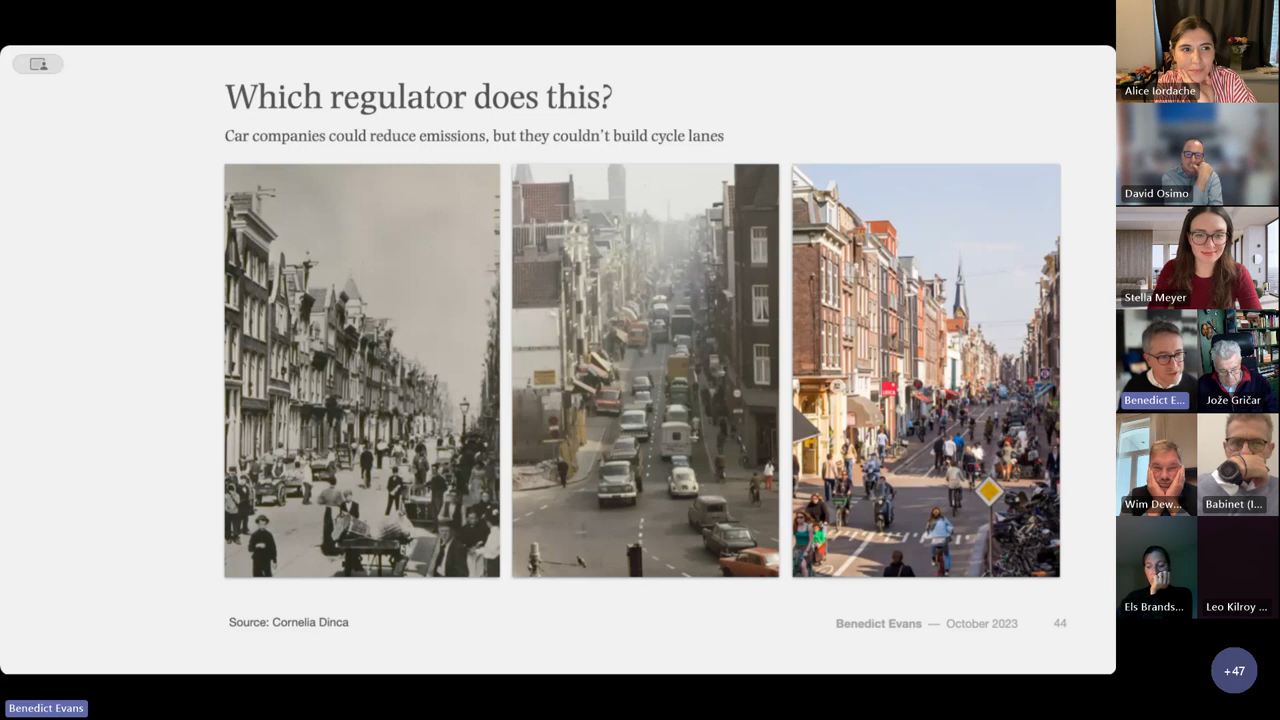 Which regulator does this?
Car companies could reduce emissions, but they couldn't build cycle lanes
Source: Cornelia Dinca
Benedict Evans — October 2023 44
Alice Iordache
David Osimo
Stella Meyer
Benedict E...
Jože Gričar
Wim Dew...
Babinet (I...
Els Brands...
Leo Kilroy ...
+47
Benedict Evans